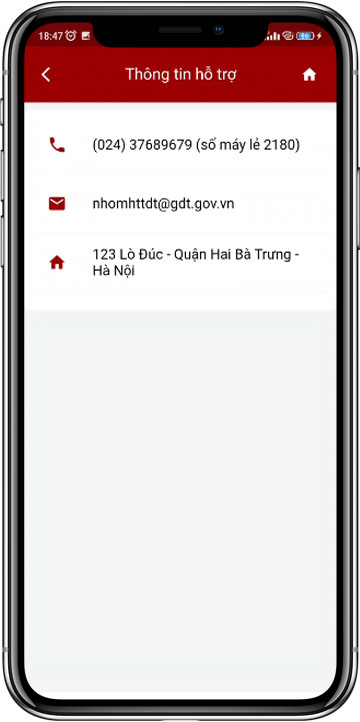 18:47
Thông tin hỗ trợ
(024) 37689679 (số máy lẻ 2180)
nhomhttdt@gdt.gov.vn
123 Lò Đúc - Quận Hai Bà Trưng -
Hà Nội